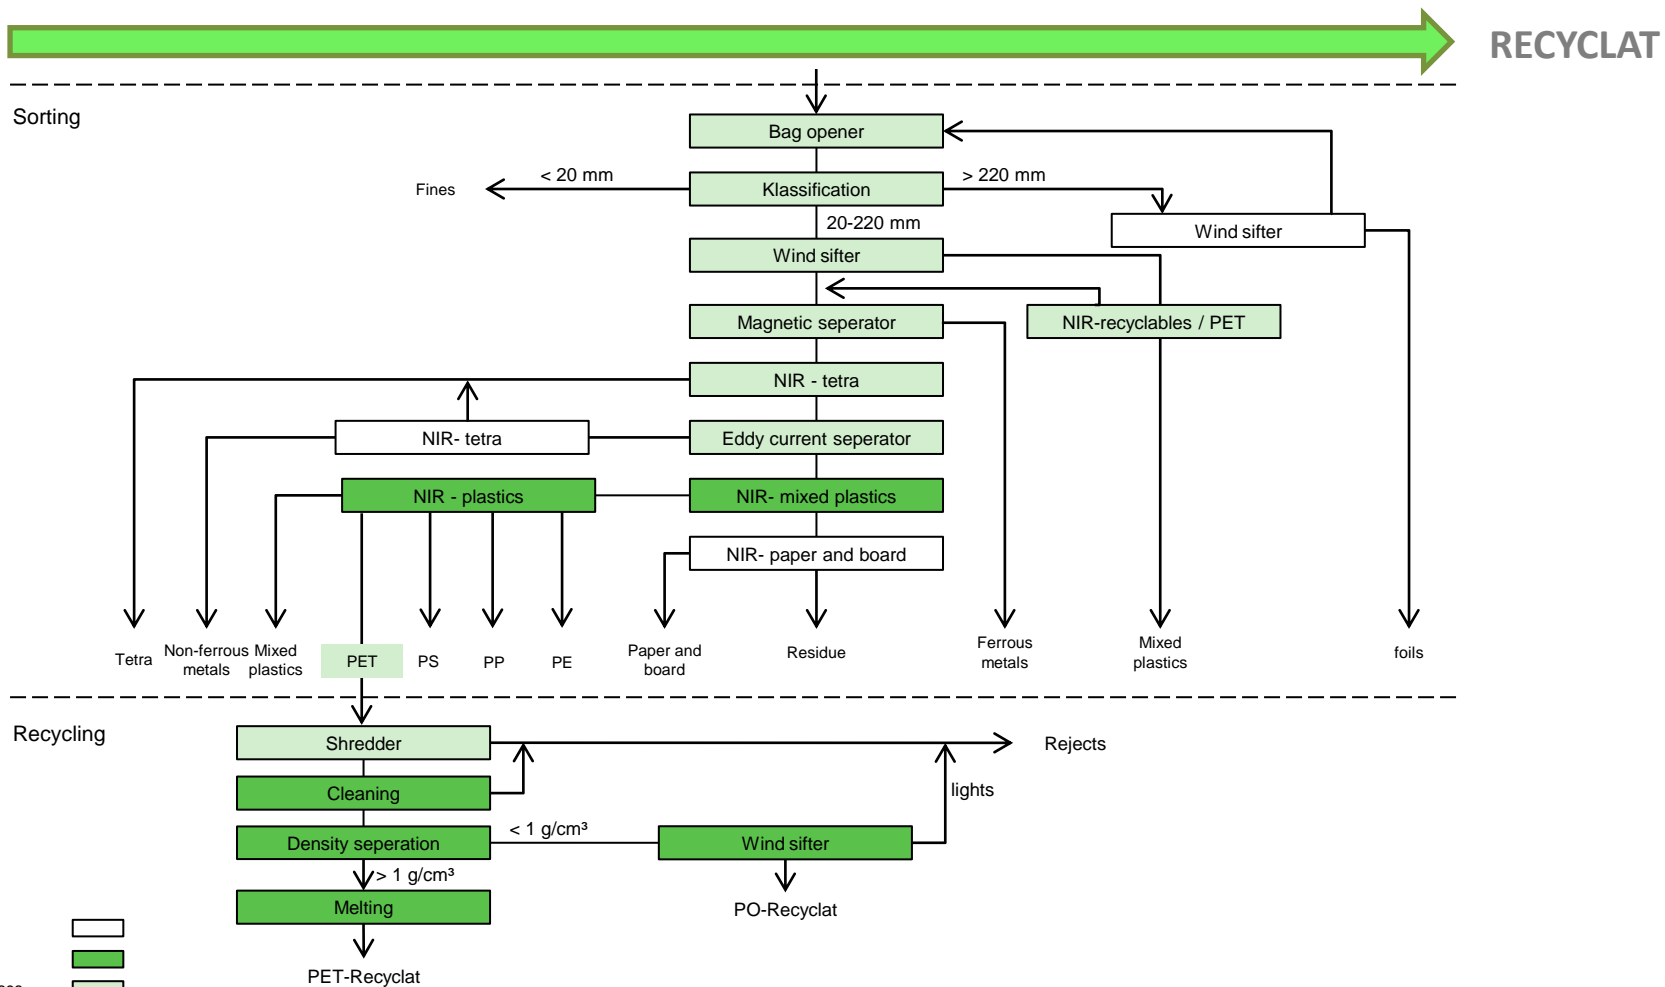 RECYCLAT
Sorting
Bag opener
Fines
< 20 mm
Klassification
> 220 mm
20-220 mm
Wind sifter
Wind sifter
Magnetic seperator
NIR-recyclables / PET
NIR - tetra
NIR- tetra
Eddy current seperator
NIR - plastics
NIR- mixed plastics
NIR- paper and board
Tetra
Non-ferrous
metals
Mixed
plastics
PET
PS
PP
PE
Paper and
board
Residue
Ferrous
metals
Mixed
plastics
foils
Recycling
Shredder
Rejects
Cleaning
lights
Density seperation
< 1 g/cm³
Wind sifter
> 1 g/cm³
Melting
PO-Recyclat
PET-Recyclat